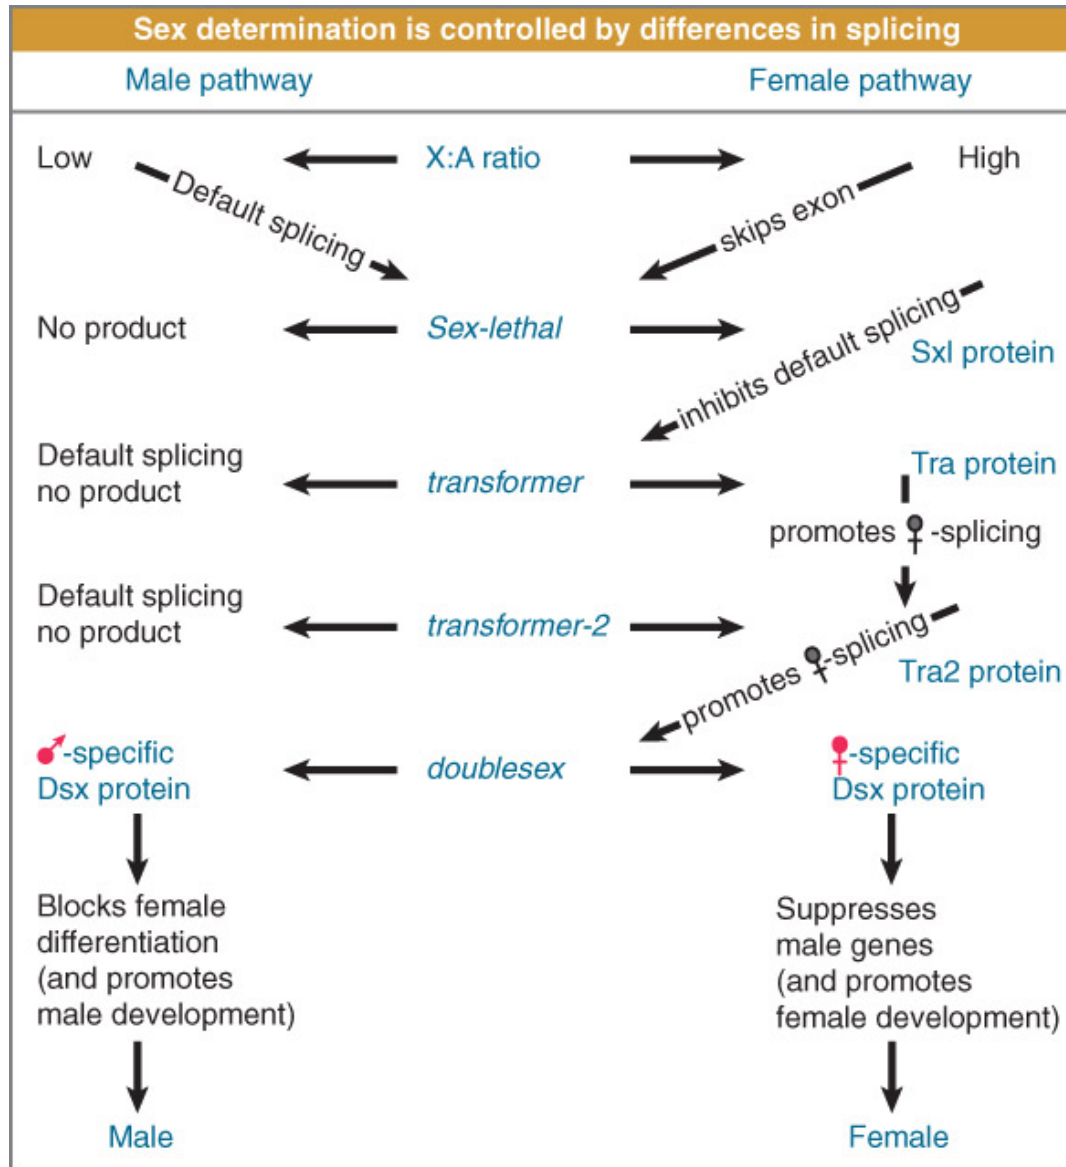 Sex determination is controlled by differences in splicing
Male pathway
Female pathway
Low
X:A ratio
High
Default splicing
skips exon
No product
Sex-lethal
Sxl protein
inhibits default splicing
Default splicing
no product
transformer
Tra protein
promotes ♀-splicing
Default splicing
no product
transformer-2
Tra2 protein
promotes ♀-splicing
♂-specific
Dsx protein
doublesex
♀-specific
Dsx protein
Blocks female
differentiation
(and promotes
male development)
Suppresses
male genes
(and promotes
female development)
Male
Female